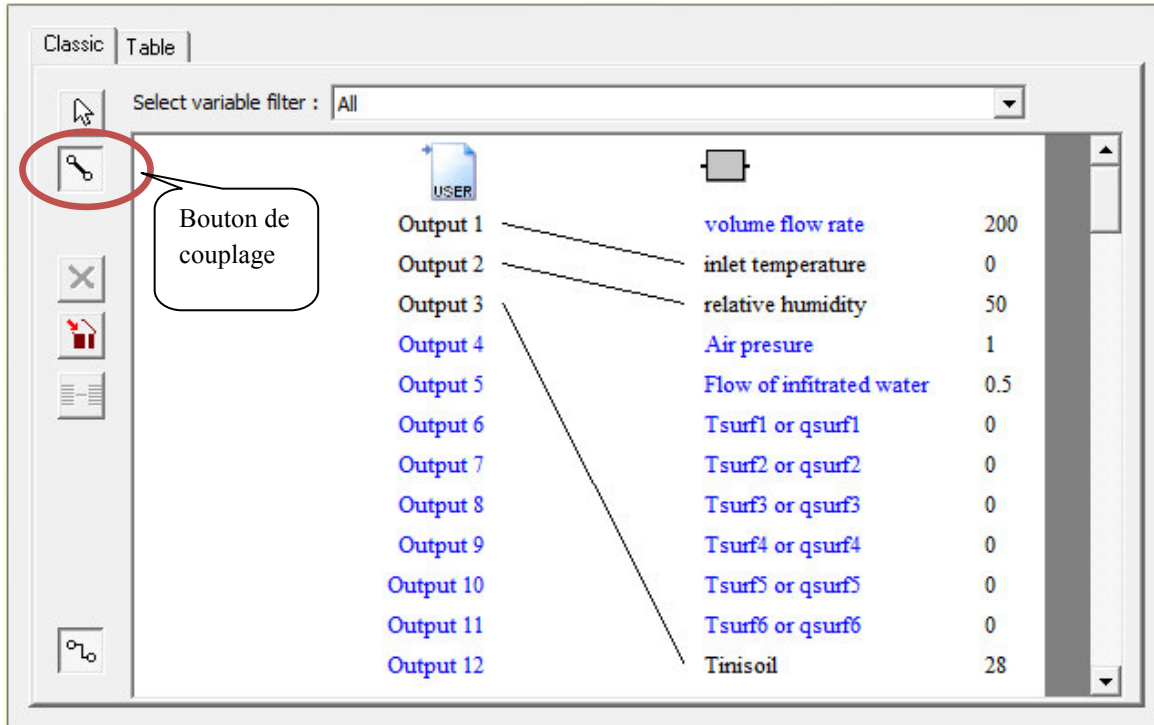 Classic Table
Select variable filter : All
USER
Bouton de
couplage
Output 1 volume flow rate 200
Output 2 inlet temperature 0
Output 3 relative humidity 50
Output 4 Air presure 1
Output 5 Flow of infitrated water 0.5
Output 6 Tsurf1 or qsurf1 0
Output 7 Tsurf2 or qsurf2 0
Output 8 Tsurf3 or qsurf3 0
Output 9 Tsurf4 or qsurf4 0
Output 10 Tsurf5 or qsurf5 0
Output 11 Tsurf6 or qsurf6 0
Output 12 Tinisoil 28